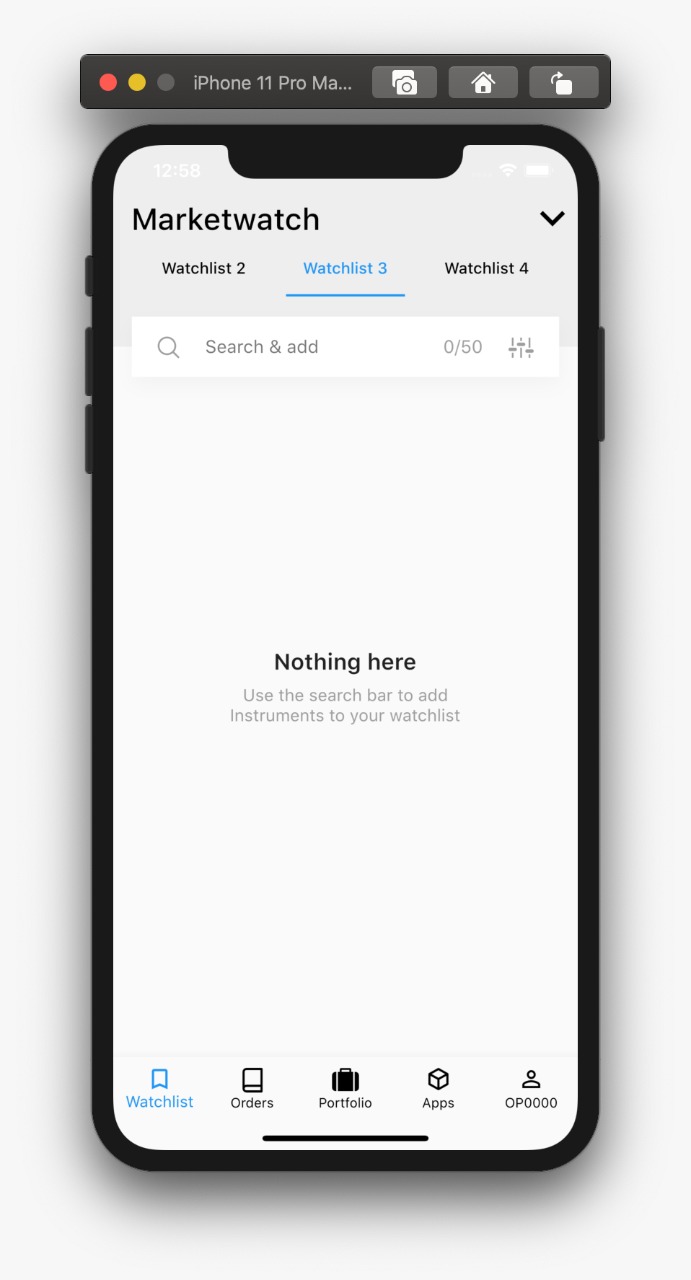 iPhone 11 Pro Ma...
12:58
Marketwatch
Watchlist 2 Watchlist 3 Watchlist 4
Search & add 0/50
Nothing here
Use the search bar to add
Instruments to your watchlist
Watchlist Orders Portfolio Apps OP0000